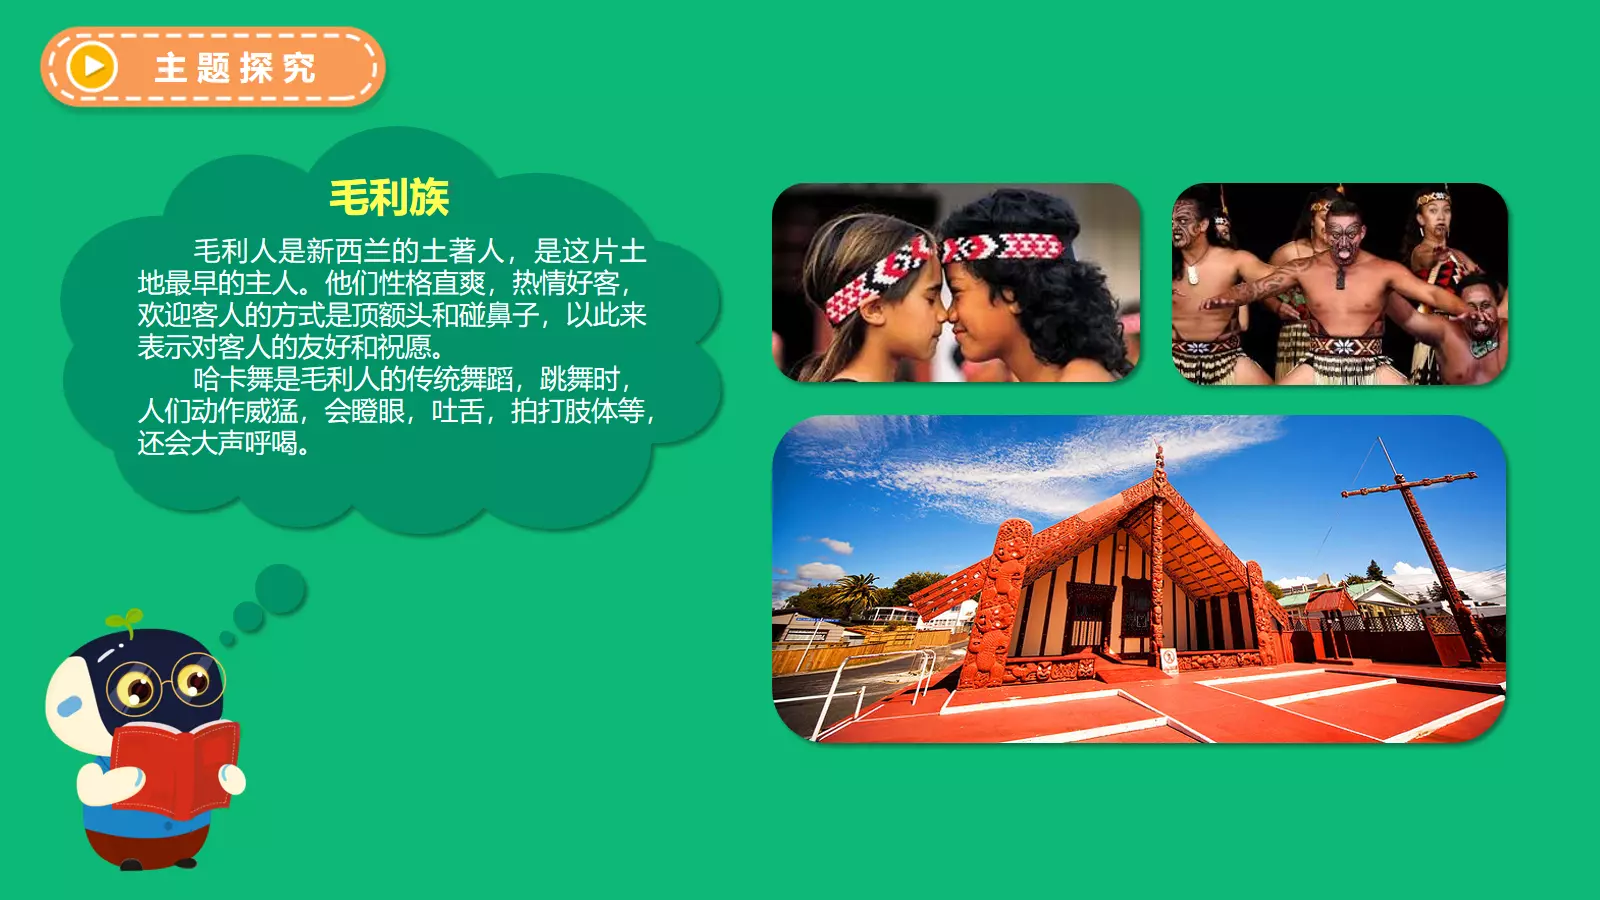 主题探究
毛利族
毛利人是新西兰的土著人，是这片土
地最早的主人。他们性格直爽，热情好客，
欢迎客人的方式是顶额头和碰鼻子，以此来
表示对客人的友好和祝愿。
哈卡舞是毛利人的传统舞蹈，跳舞时，
人们动作威猛，会瞪眼，吐舌，拍打肢体等，
还会大声呼喝。